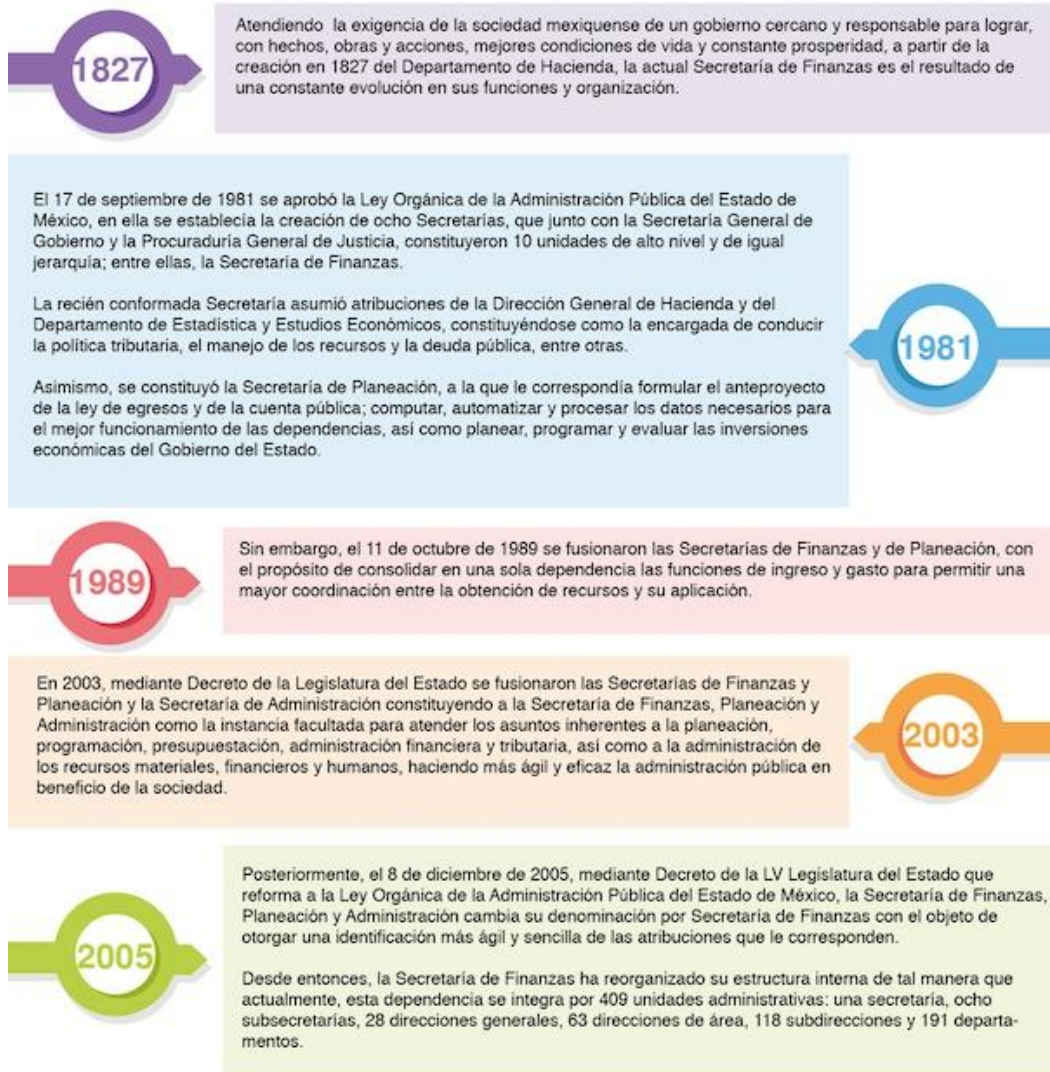 1827
Atendiendo la exigencia de la sociedad mexiquense de un gobierno cercano y responsable para lograr,
con hechos, obras y acciones, mejores condiciones de vida y constante prosperidad, a partir de la
creación en 1827 del Departamento de Hacienda, la actual Secretaría de Finanzas es el resultado de
una constante evolución en sus funciones y organización.
El 17 de septiembre de 1981 se aprobó la Ley Orgánica de la Administración Pública del Estado de
México, en ella se establecía la creación de ocho Secretarías, que junto con la Secretaría General de
Gobierno y la Procuraduría General de Justicia, constituyeron 10 unidades de alto nivel y de igual
jerarquía; entre ellas, la Secretaría de Finanzas.
La recién conformada Secretaría asumió atribuciones de la Dirección General de Hacienda y del
Departamento de Estadística y Estudios Económicos, constituyéndose como la encargada de conducir
la política tributaria, el manejo de los recursos y la deuda pública, entre otras.
Asimismo, se constituyó la Secretaría de Planeación, a la que le correspondía formular el anteproyecto
de la ley de egresos y de la cuenta pública; computar, automatizar y procesar los datos necesarios para
el mejor funcionamiento de las dependencias, así como planear, programar y evaluar las inversiones
económicas del Gobierno del Estado.
1981
1989
Sin embargo, el 11 de octubre de 1989 se fusionaron las Secretarías de Finanzas y de Planeación, con
el propósito de consolidar en una sola dependencia las funciones de ingreso y gasto para permitir una
mayor coordinación entre la obtención de recursos y su aplicación.
En 2003, mediante Decreto de la Legislatura del Estado se fusionaron las Secretarías de Finanzas y
Planeación y la Secretaría de Administración constituyendo a la Secretaría de Finanzas, Planeación y
Administración como la instancia facultada para atender los asuntos inherentes a la planeación,
programación, presupuestación, administración financiera y tributaria, así como a la administración de
los recursos materiales, financieros y humanos, haciendo más ágil y eficaz la administración pública en
beneficio de la sociedad.
2003
2005
Posteriormente, el 8 de diciembre de 2005, mediante Decreto de la LV Legislatura del Estado que
reforma a la Ley Orgánica de la Administración Pública del Estado de México, la Secretaría de Finanzas,
Planeación y Administración cambia su denominación por Secretaría de Finanzas con el objeto de
otorgar una identificación más ágil y sencilla de las atribuciones que le corresponden.
Desde entonces, la Secretaría de Finanzas ha reorganizado su estructura interna de tal manera que
actualmente, esta dependencia se integra por 409 unidades administrativas: una secretaría, ocho
subsecretarías, 28 direcciones generales, 63 direcciones de área, 118 subdirecciones y 191 departa-
mentos.